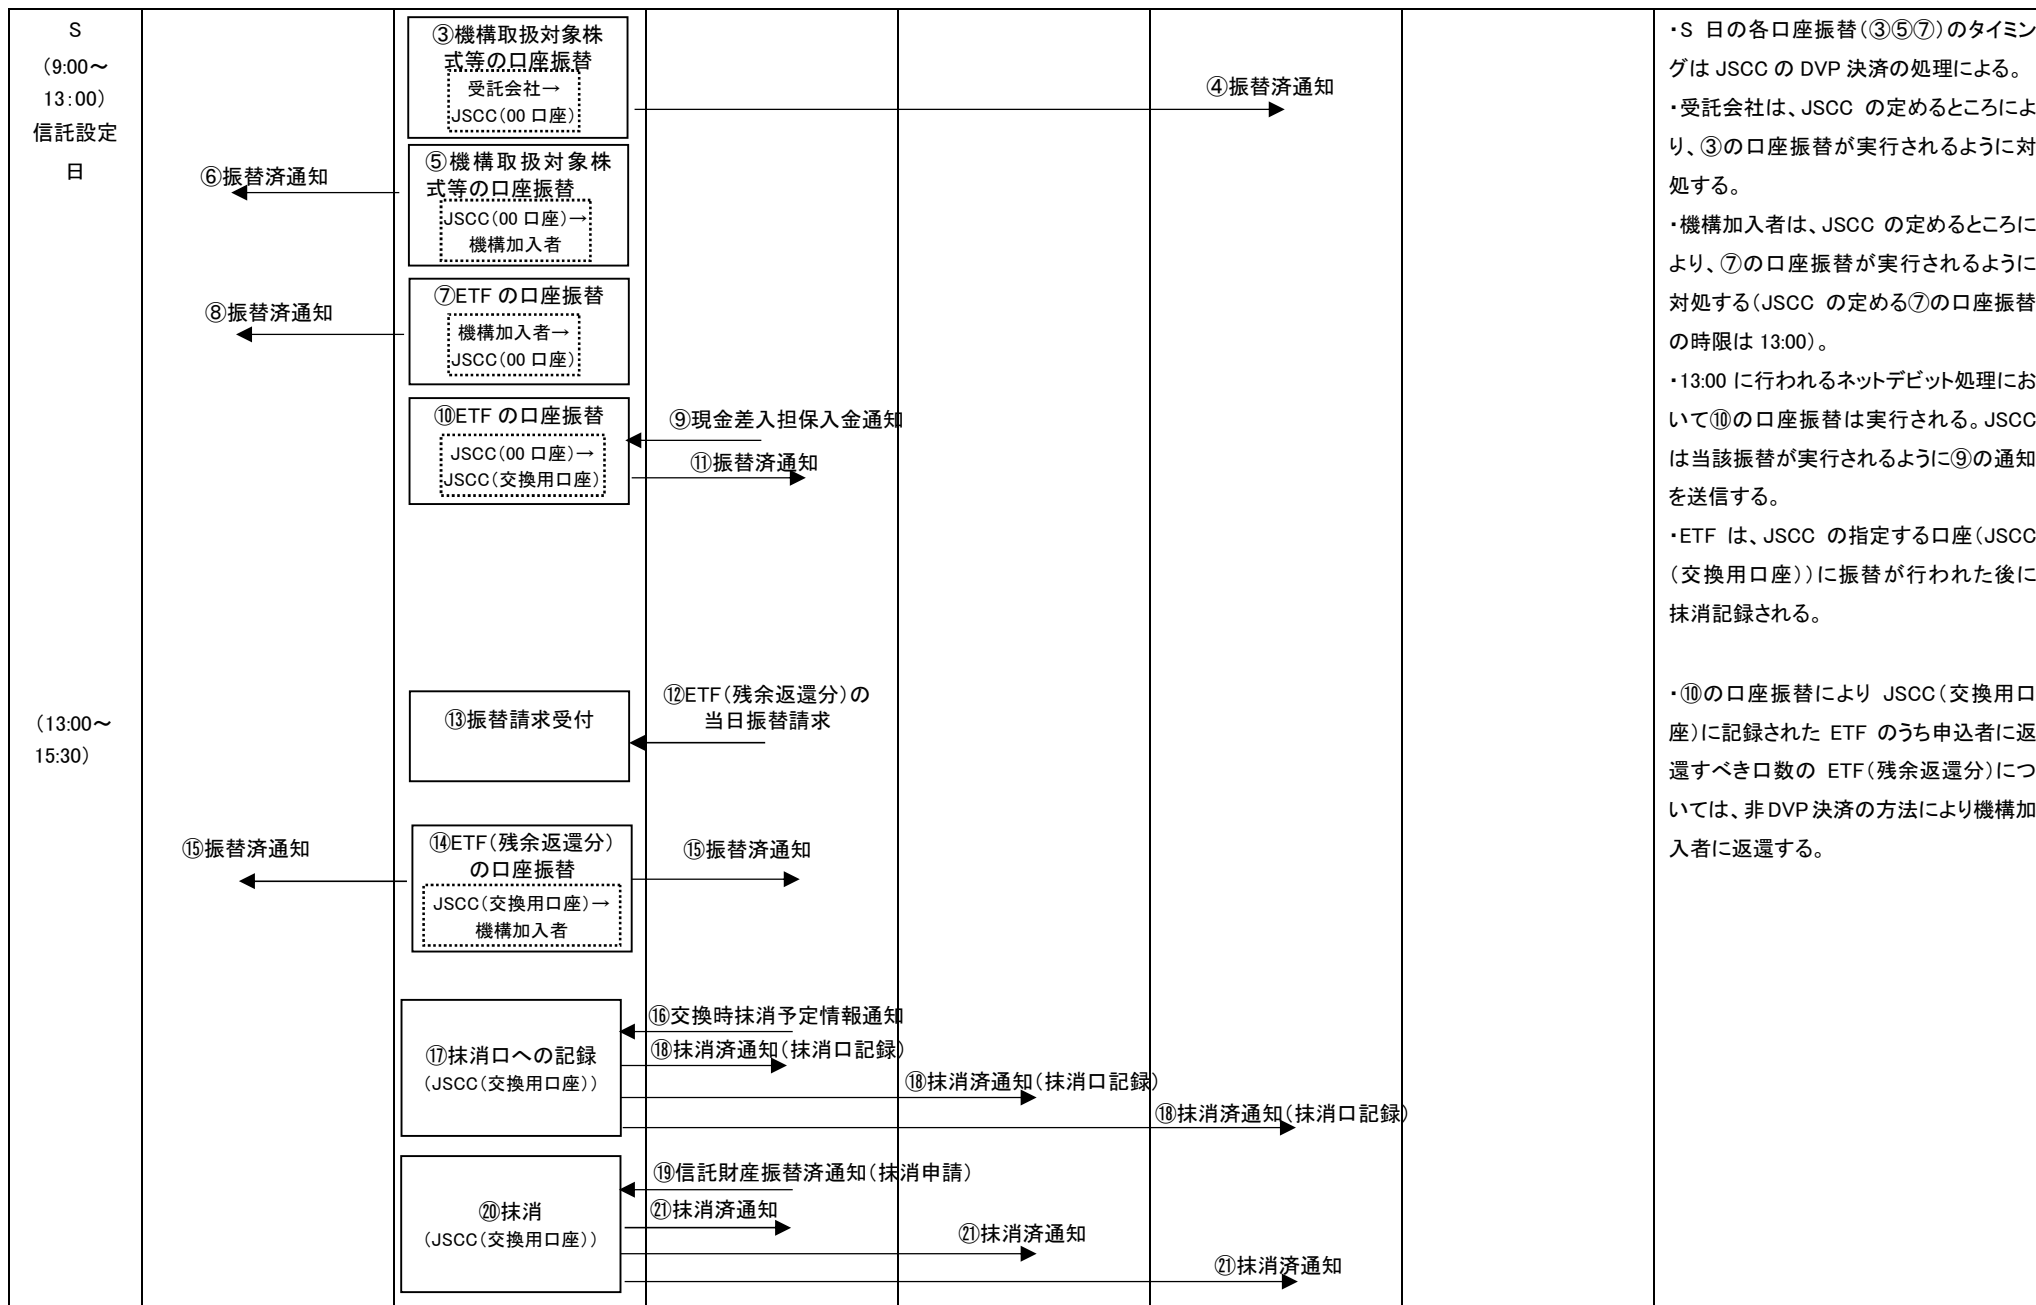 S
（9:00～
13：00）
信託設定
日
③機構取扱対象株
式等の口座振替
受託会社→
JSCC（00 口座）
④振替済通知
⑤機構取扱対象株
式等の口座振替
JSCC（00 口座）→
機構加入者
⑥振替済通知
⑦ETF の口座振替
機構加入者→
JSCC（00 口座）
⑧振替済通知
⑩ETF の口座振替
JSCC（00 口座）→
JSCC（交換用口座）
⑨現金差入担保入金通知
⑪振替済通知
（13:00～
15:30）
⑬振替請求受付
⑫ETF（残余返還分）の
当日振替請求
⑮振替済通知
⑭ETF（残余返還分）
の口座振替
JSCC（交換用口座）→
機構加入者
⑮振替済通知
⑯交換時抹消予定情報通知
⑰抹消口への記録
（JSCC（交換用口座））
⑱抹消済通知（抹消口記録）
⑱抹消済通知（抹消口記録）
⑱抹消済通知（抹消口記録）
⑲信託財産振替済通知（抹消申請）
⑳抹消
（JSCC（交換用口座））
㉑抹消済通知
㉑抹消済通知
㉑抹消済通知
・S 日の各口座振替（③⑤⑦）のタイミン
グは JSCC の DVP 決済の処理による。
・受託会社は、JSCC の定めるところによ
り、③の口座振替が実行されるように対
処する。
・機構加入者は、JSCC の定めるところに
より、⑦の口座振替が実行されるように
対処する（JSCC の定める⑦の口座振替
の時限は 13:00）。
・13:00 に行われるネットデビット処理にお
いて⑩の口座振替は実行される。JSCC
は当該振替が実行されるように⑨の通知
を送信する。
・ETF は、JSCC の指定する口座（JSCC
（交換用口座））に振替が行われた後に
抹消記録される。
・⑩の口座振替により JSCC（交換用口
座）に記録された ETF のうち申込者に返
還すべき口数の ETF（残余返還分）につ
いては、非 DVP 決済の方法により機構加
入者に返還する。